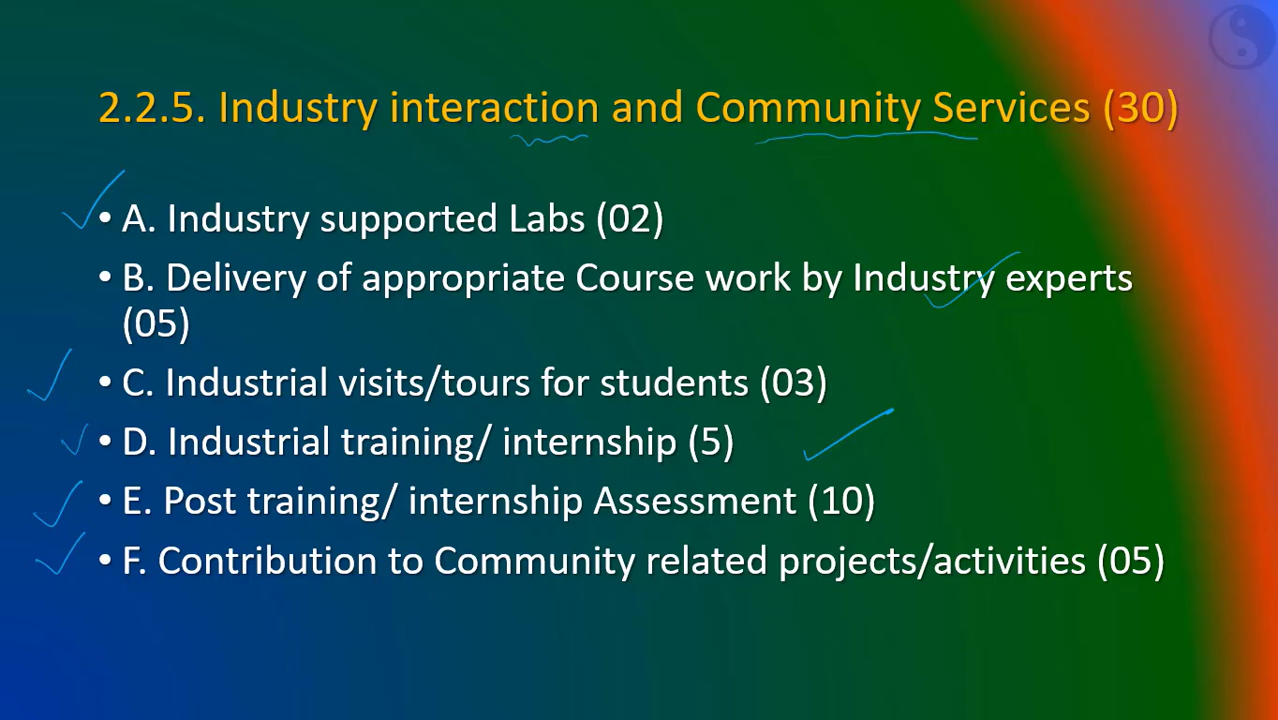 2.2.5. Industry interaction and Community Services (30)
• A. Industry supported Labs (02)
• B. Delivery of appropriate Course work by Industry experts
(05)
• C. Industrial visits/tours for students (03)
• D. Industrial training/ internship (5)
• E. Post training/ internship Assessment (10)
• F. Contribution to Community related projects/activities (05)